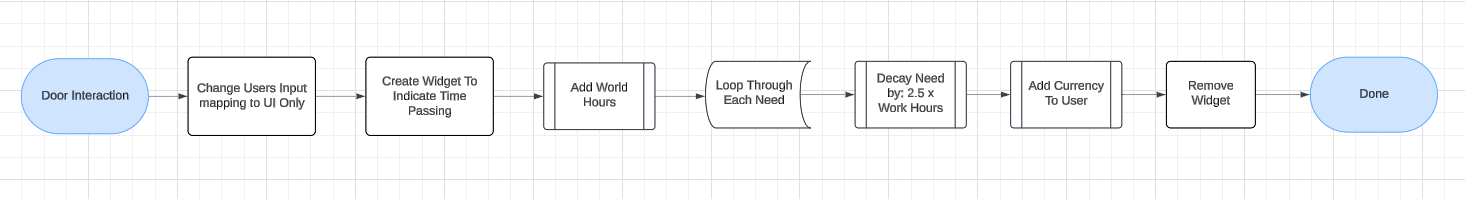 Door Interaction
Change Users Input
mapping to UI Only
Create Widget To
Indicate Time
Passing
Add World
Hours
Loop Through
Each Need
Decay Need
by: 2.5 x
Work Hours
Add Currency
To User
Remove
Widget
Done